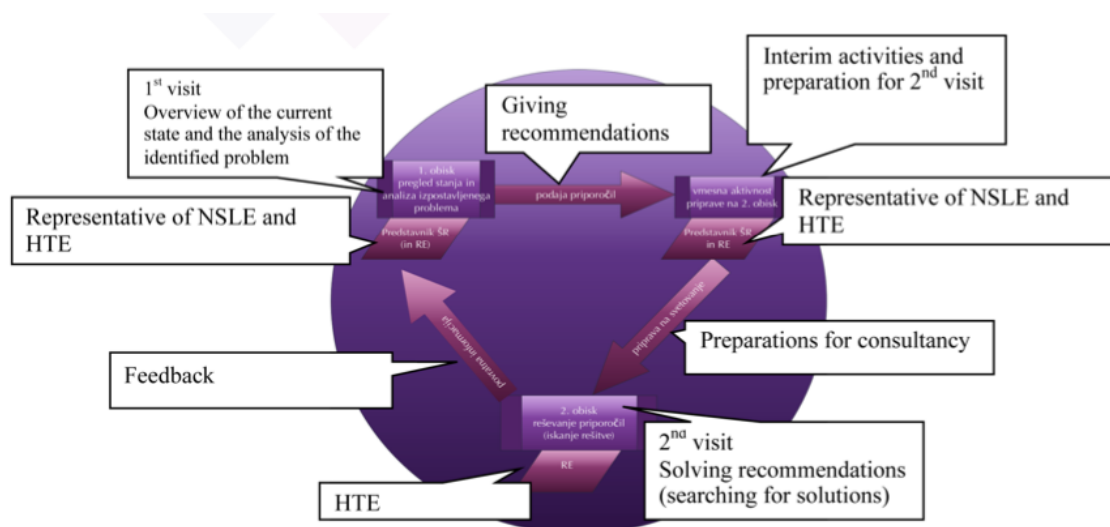 Interim activities and
preparation for 2nd visit
1st visit
Overview of the current
state and the analysis of the
identified problem
Giving
recommendations
1. obisk
pregled stanja in
analiza izpostavljenega
problema
podaja priporočil
vmesna aktivnost
priprave na 2. obisk
Representative of NSLE and
HTE
Predstavnik ŠR
(in RE)
Predstavnik ŠR
in RE
Representative of NSLE and
HTE
povratna informacija
priprava na svetovanje
Preparations for consultancy
Feedback
2. obisk
reševanje priporočil
(iskanje rešitve)
2nd visit
Solving recommendations
(searching for solutions)
RE
HTE